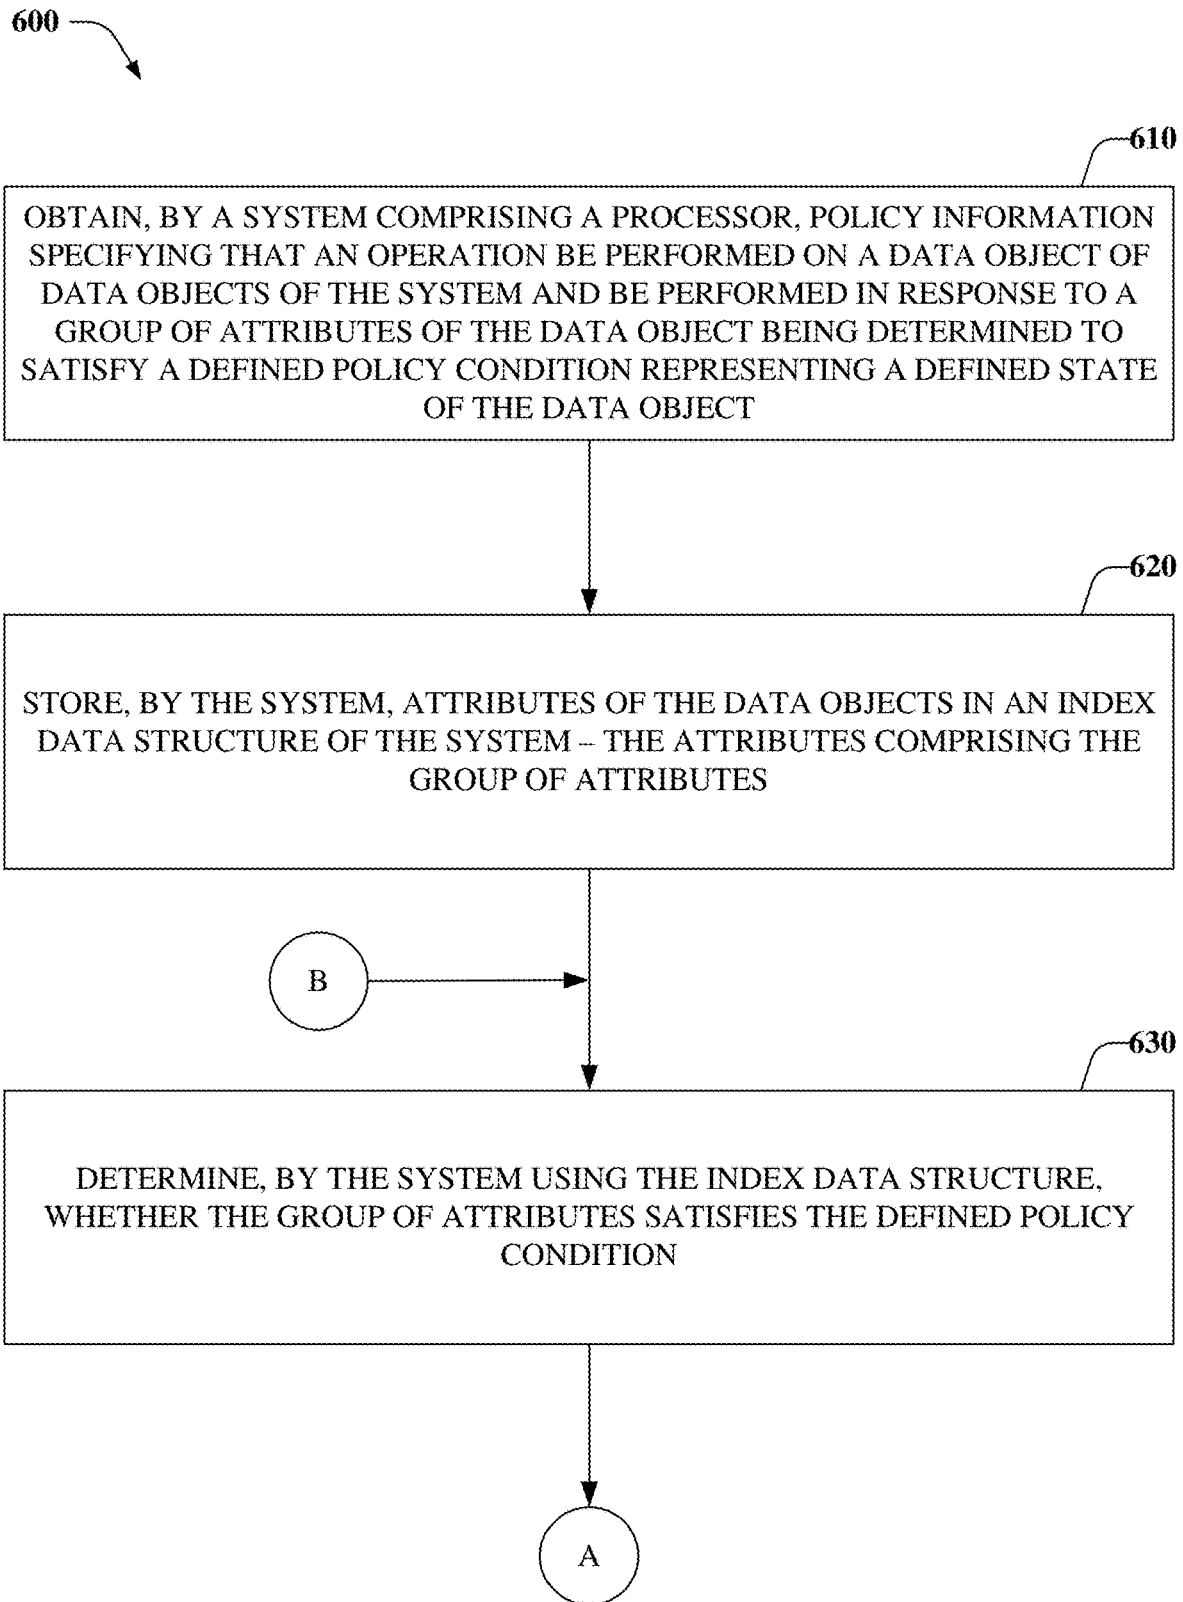 600
610
OBTAIN, BY A SYSTEM COMPRISING A PROCESSOR, POLICY INFORMATION
SPECIFYING THAT AN OPERATION BE PERFORMED ON A DATA OBJECT OF
DATA OBJECTS OF THE SYSTEM AND BE PERFORMED IN RESPONSE TO A
GROUP OF ATTRIBUTES OF THE DATA OBJECT BEING DETERMINED TO
SATISFY A DEFINED POLICY CONDITION REPRESENTING A DEFINED STATE
OF THE DATA OBJECT
620
STORE, BY THE SYSTEM, ATTRIBUTES OF THE DATA OBJECTS IN AN INDEX
DATA STRUCTURE OF THE SYSTEM – THE ATTRIBUTES COMPRISING THE
GROUP OF ATTRIBUTES
B
630
DETERMINE, BY THE SYSTEM USING THE INDEX DATA STRUCTURE,
WHETHER THE GROUP OF ATTRIBUTES SATISFIES THE DEFINED POLICY
CONDITION
A